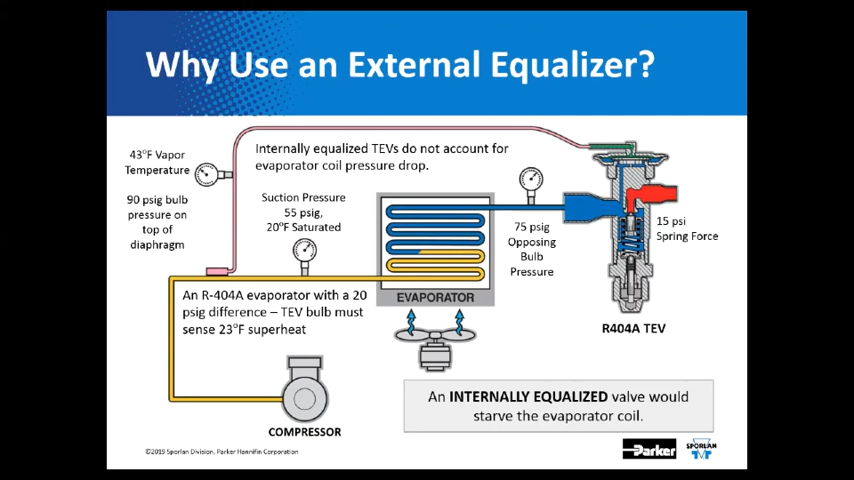 Why Use an External Equalizer?
Internally equalized TEVs do not account for
evaporator coil pressure drop.
43°F Vapor
Temperature
90 psig bulb
pressure on
top of
diaphragm
Suction Pressure
55 psig,
20°F Saturated
75 psig
Opposing
Bulb
Pressure
15 psi
Spring Force
An R-404A evaporator with a 20
psig difference – TEV bulb must
sense 23°F superheat
EVAPORATOR
R404A TEV
COMPRESSOR
An INTERNALLY EQUALIZED valve would
starve the evaporator coil.
©2019 Sporlan Division, Parker Hannifin Corporation
Parker
SPORLAN